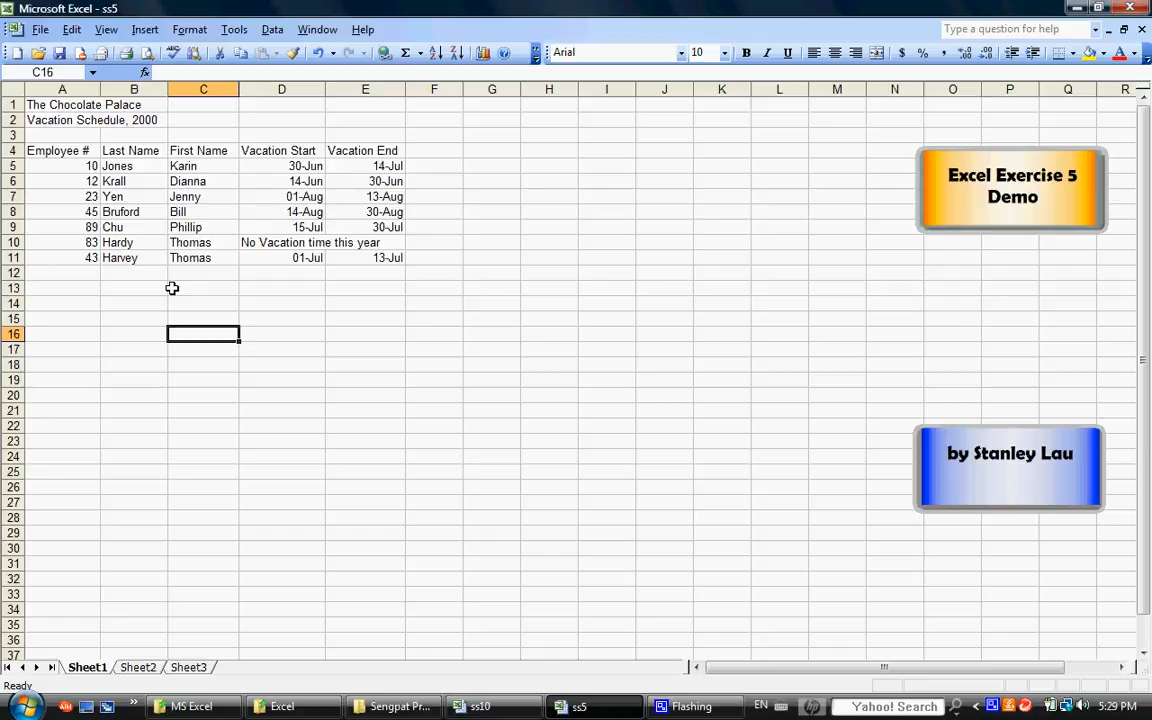 Microsoft Excel - ss5
File Edit View Insert Format Tools Data Window Help
Type a question for help
Arial 10 B I U $ % ,
C16 fx
A B C D E F G H I J K L M N O P Q R
1 The Chocolate Palace
2 Vacation Schedule, 2000
3
4 Employee # Last Name First Name Vacation Start Vacation End
5 10 Jones Karin 30-Jun 14-Jul
6 12 Krall Dianna 14-Jun 30-Jun
7 23 Yen Jenny 01-Aug 13-Aug
8 45 Bruford Bill 14-Aug 30-Aug
9 89 Chu Phillip 15-Jul 30-Jul
10 83 Hardy Thomas No Vacation time this year
11 43 Harvey Thomas 01-Jul 13-Jul
12
13
14
15
16
17
18
19
20
21
22
23
24
25
26
27
28
29
30
31
32
33
34
35
36
37
Excel Exercise 5
Demo
by Stanley Lau
Sheet1 Sheet2 Sheet3
Ready
MS Excel Excel Sengpat Pr... ss10 ss5 Flashing EN Yahoo! Search 5:29 PM